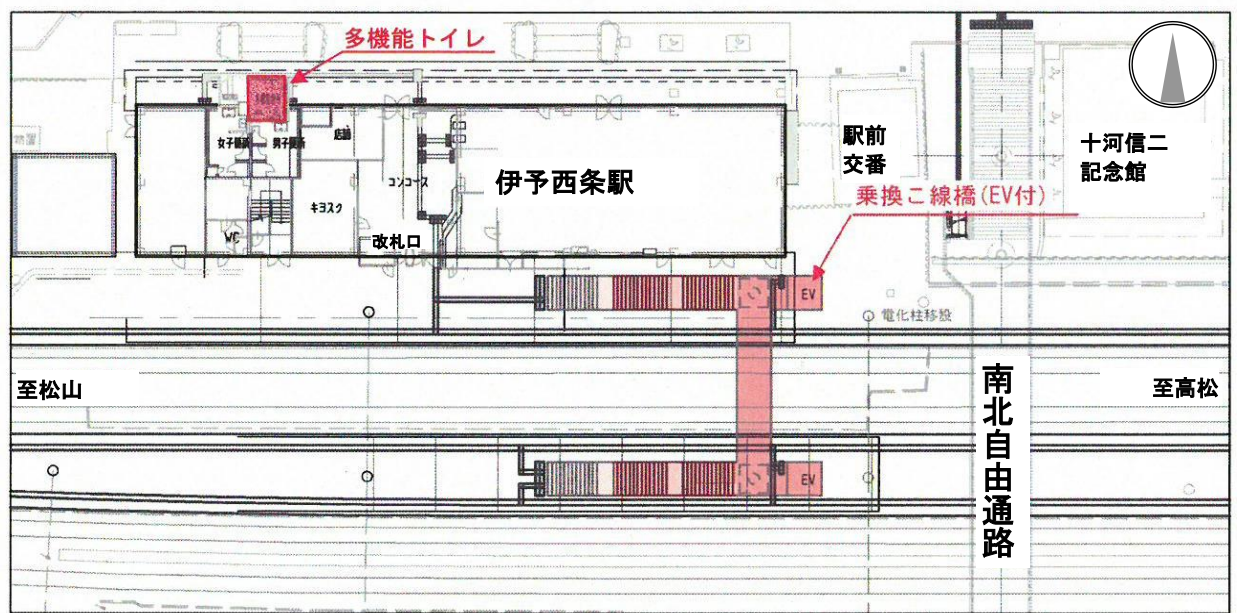 多機能トイレ
女子便所
男子便所
店舗
コンコース
キヨスク
WC
改札口
伊予西条駅
駅前
交番
十河信二
記念館
乗換こ線橋(EV付)
EV
電化柱移設
至松山
至高松
南北自由通路
EV